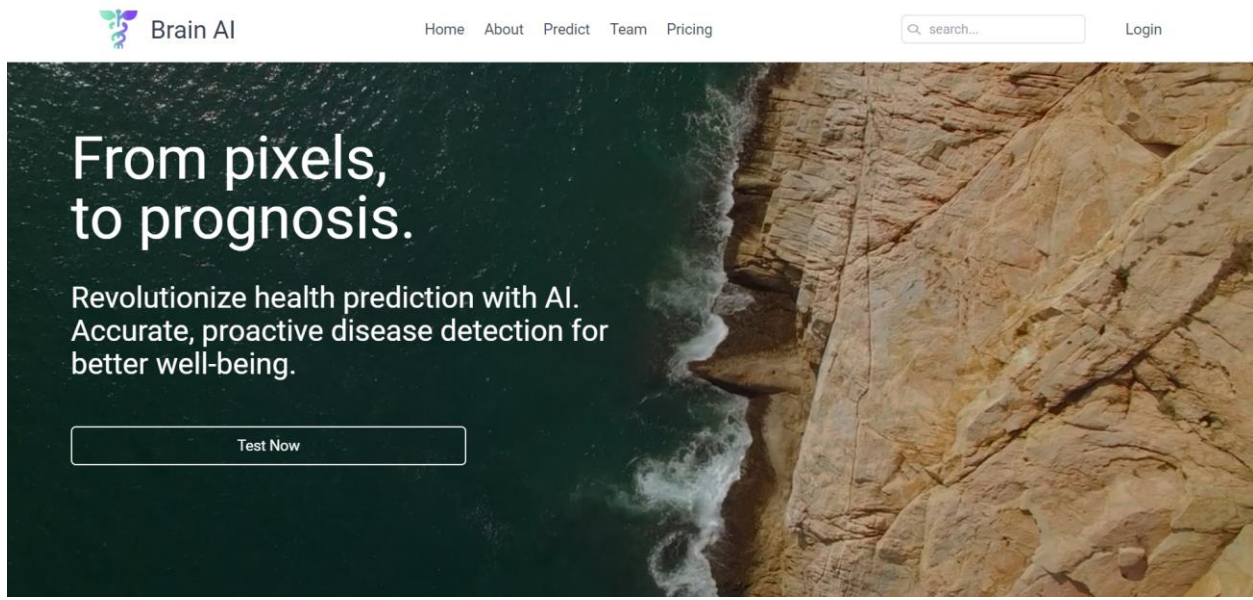 Brain AI
Home About Predict Team Pricing
search...
Login
From pixels,
to prognosis.
Revolutionize health prediction with AI.
Accurate, proactive disease detection for
better well-being.
Test Now